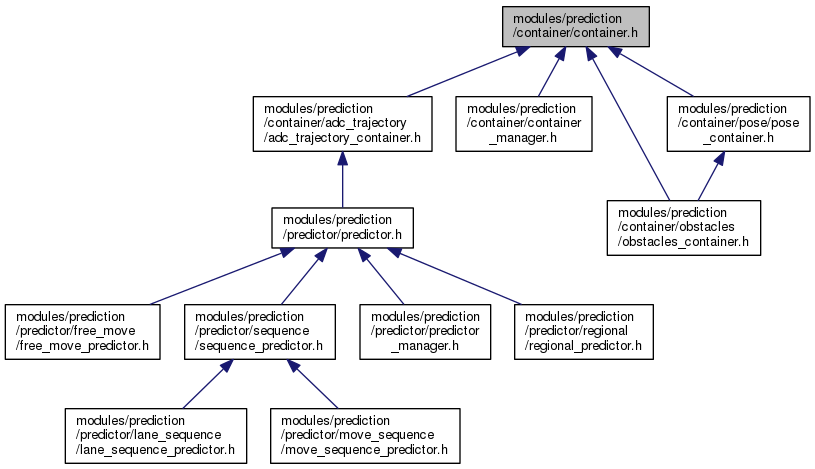 modules/prediction
/container/container.h
modules/prediction
/container/adc_trajectory
/adc_trajectory_container.h
modules/prediction
/container/container
_manager.h
modules/prediction
/container/pose/pose
_container.h
modules/prediction
/container/obstacles
/obstacles_container.h
modules/prediction
/predictor/predictor.h
modules/prediction
/predictor/free_move
/free_move_predictor.h
modules/prediction
/predictor/sequence
/sequence_predictor.h
modules/prediction
/predictor/predictor
_manager.h
modules/prediction
/predictor/regional
/regional_predictor.h
modules/prediction
/predictor/lane_sequence
/lane_sequence_predictor.h
modules/prediction
/predictor/move_sequence
/move_sequence_predictor.h